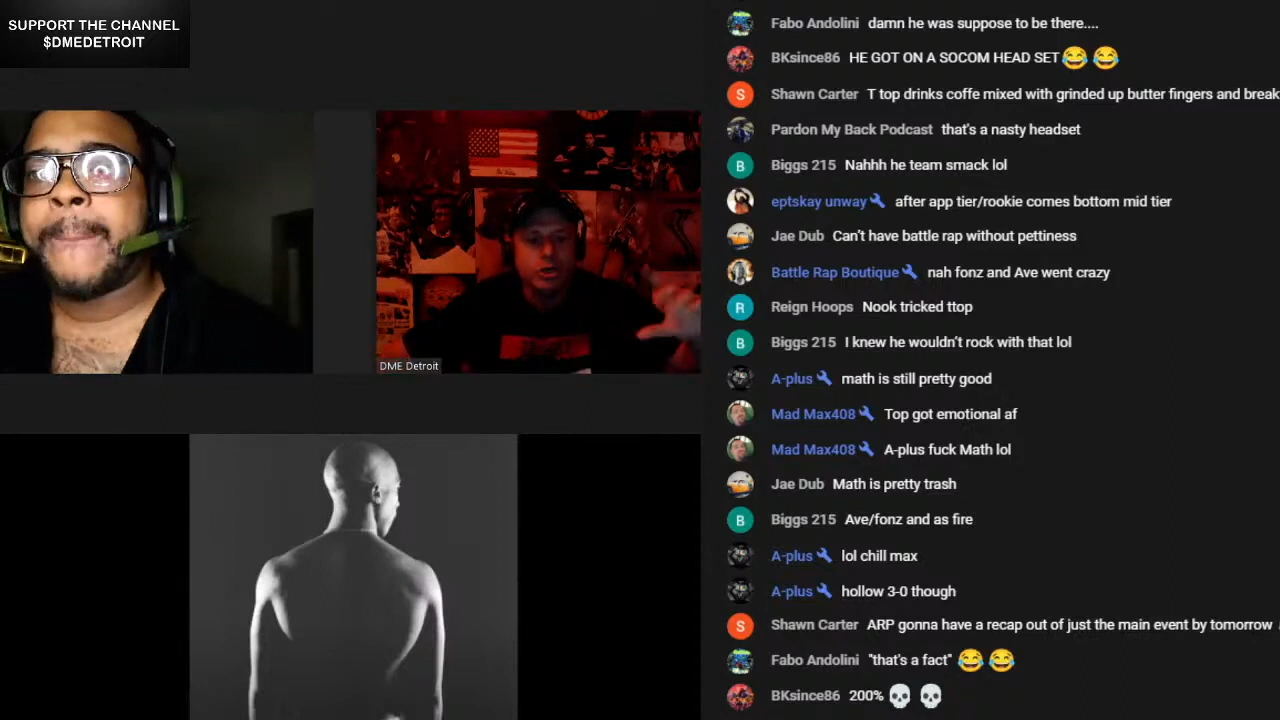 SUPPORT THE CHANNEL
$DMEDETROIT
DME Detroit
Fabo Andolini damn he was suppose to be there....
BKsince86 HE GOT ON A SOCOM HEAD SET😂 😂
S Shawn Carter T top drinks coffe mixed with grinded up butter fingers and break
Pardon My Back Podcast that's a nasty headset
B Biggs 215 Nahhh he team smack lol
eptskay unway after app tier/rookie comes bottom mid tier
Jae Dub Can't have battle rap without pettiness
Battle Rap Boutique nah fonz and Ave went crazy
R Reign Hoops Nook tricked ttop
B Biggs 215 I knew he wouldn't rock with that lol
A-plus math is still pretty good
Mad Max408 Top got emotional af
Mad Max408 A-plus fuck Math lol
Jae Dub Math is pretty trash
B Biggs 215 Ave/fonz and as fire
A-plus lol chill max
A-plus hollow 3-0 though
S Shawn Carter ARP gonna have a recap out of just the main event by tomorrow
Fabo Andolini "that's a fact" 😂 😂
BKsince86 200% 💀 💀